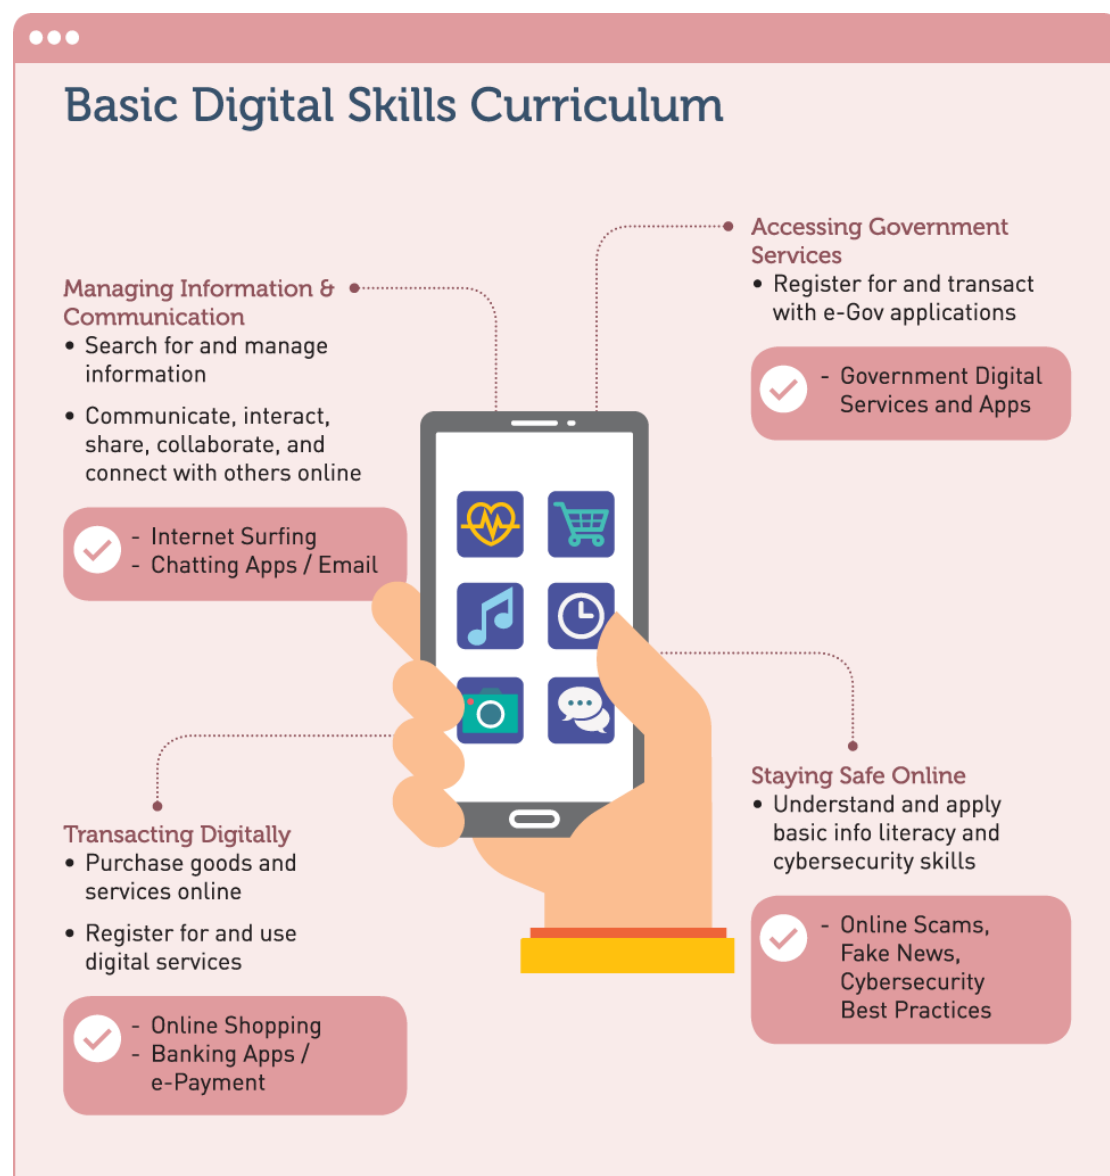 Basic Digital Skills Curriculum
Managing Information &
Communication
• Search for and manage
information
• Communicate, interact,
share, collaborate, and
connect with others online
- Internet Surfing
- Chatting Apps / Email
Accessing Government
Services
• Register for and transact
with e-Gov applications
- Government Digital
Services and Apps
Transacting Digitally
• Purchase goods and
services online
• Register for and use
digital services
- Online Shopping
- Banking Apps /
e-Payment
Staying Safe Online
• Understand and apply
basic info literacy and
cybersecurity skills
- Online Scams,
Fake News,
Cybersecurity
Best Practices